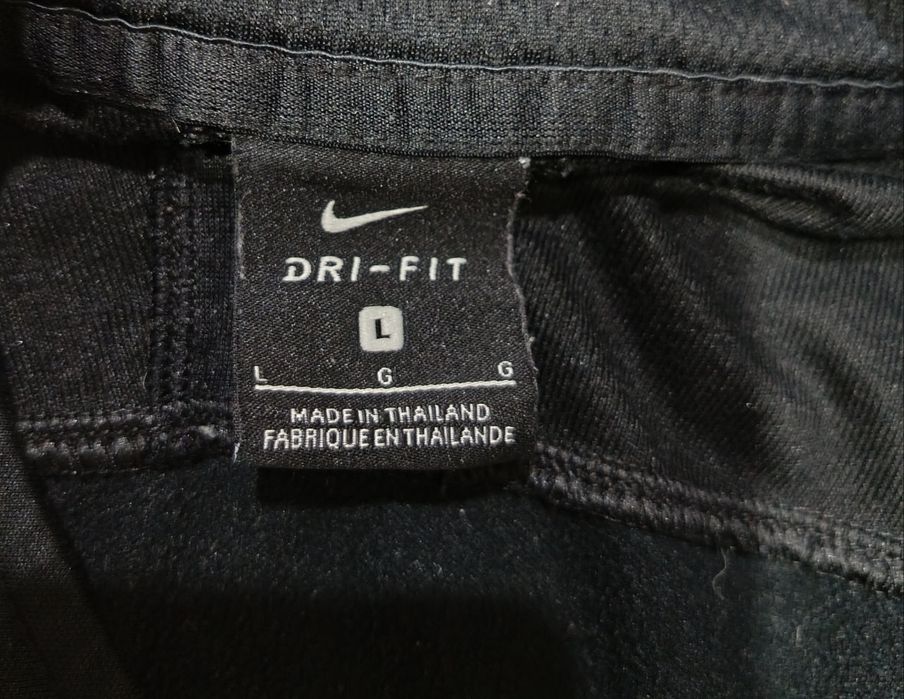 DRI-FIT
L
L G G
MADE IN THAILAND
FABRIQUE EN THAILANDE